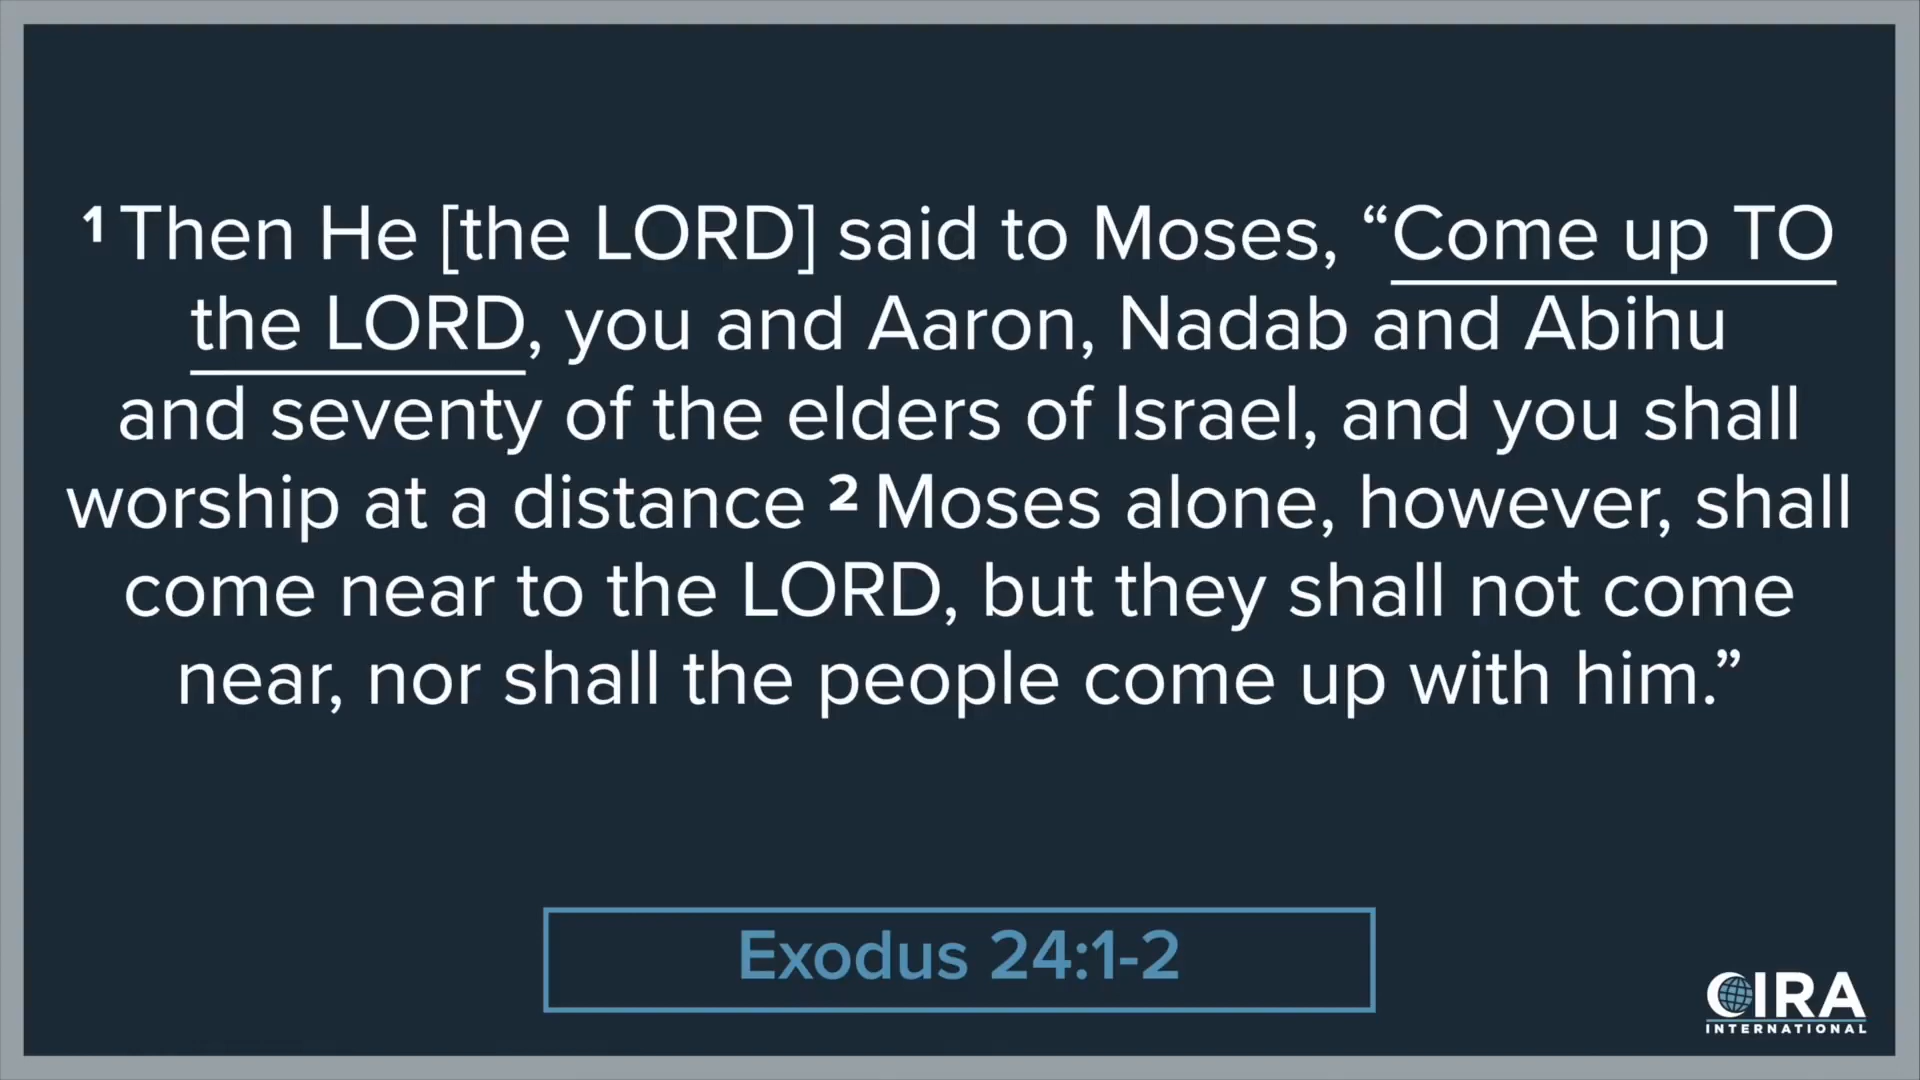 1 Then He [the LORD] said to Moses, “Come up TO
the LORD, you and Aaron, Nadab and Abihu
and seventy of the elders of Israel, and you shall
worship at a distance 2 Moses alone, however, shall
come near to the LORD, but they shall not come
near, nor shall the people come up with him.”
Exodus 24:1-2
CIRA
INTERNATIONAL